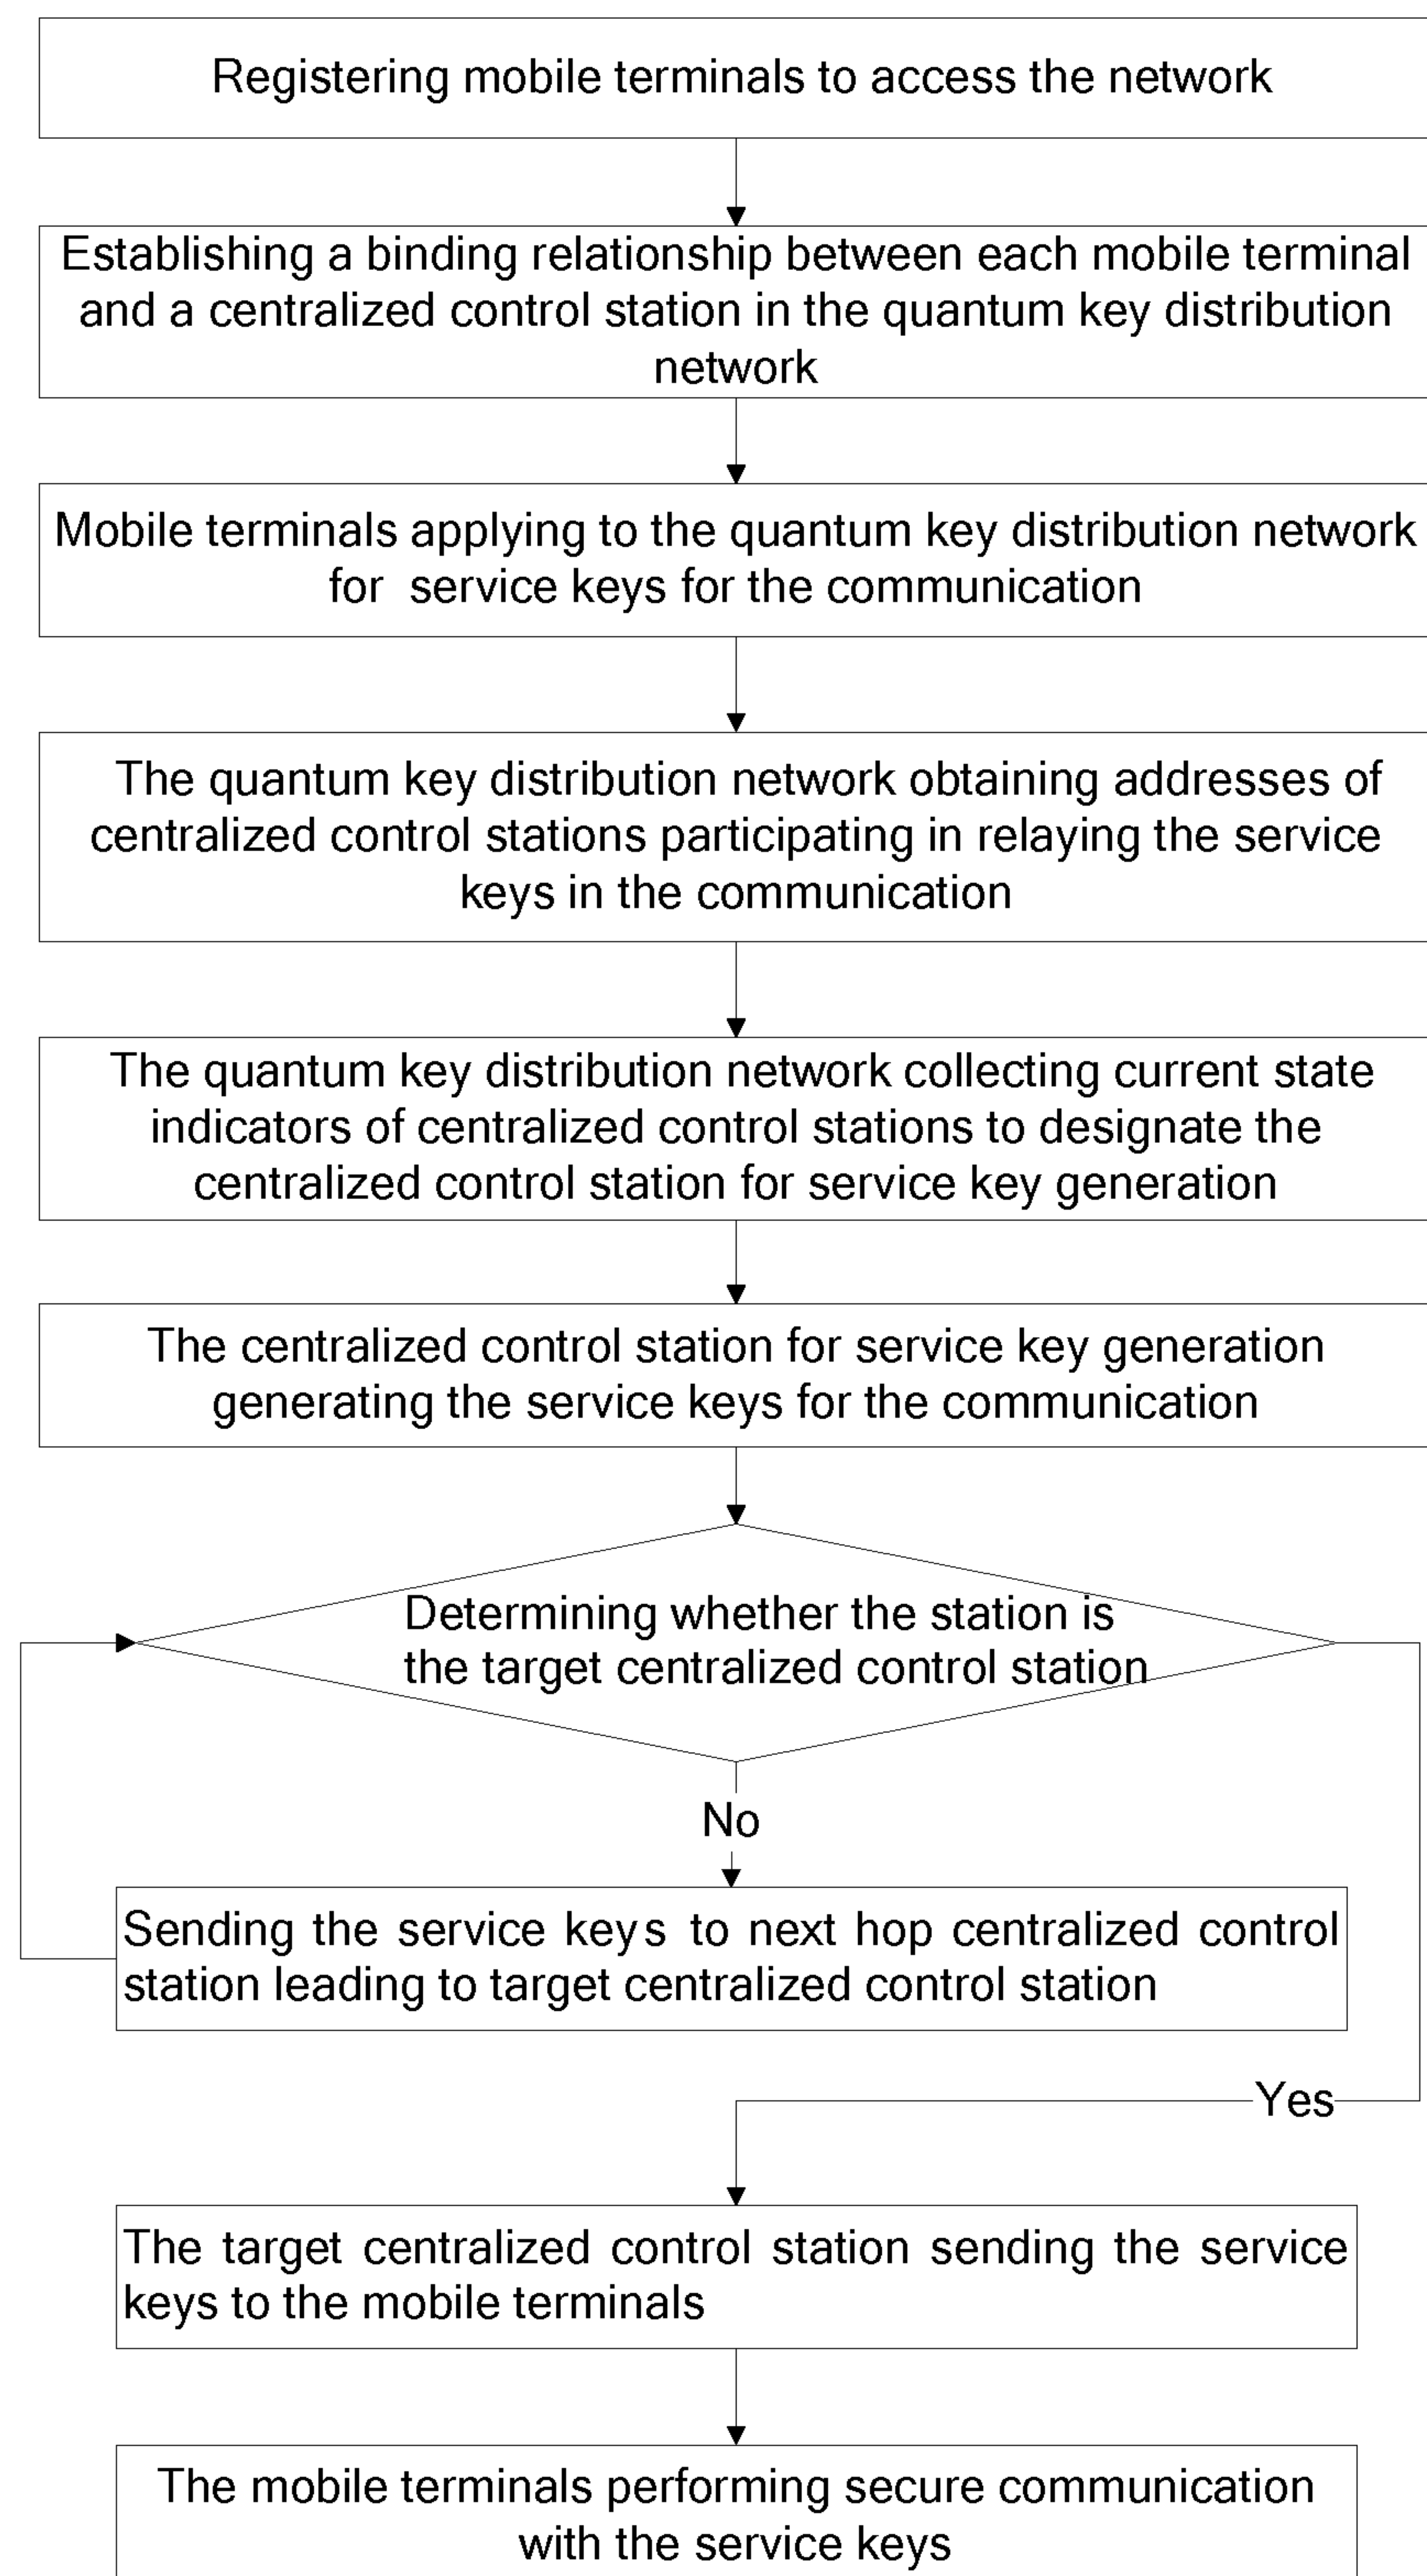 Registering mobile terminals to access the network
Establishing a binding relationship between each mobile terminal
and a centralized control station in the quantum key distribution
network
Mobile terminals applying to the quantum key distribution network
for service keys for the communication
The quantum key distribution network obtaining addresses of
centralized control stations participating in relaying the service
keys in the communication
The quantum key distribution network collecting current state
indicators of centralized control stations to designate the
centralized control station for service key generation
The centralized control station for service key generation
generating the service keys for the communication
Determining whether the station is
the target centralized control station
No
Sending the service keys to next hop centralized control
station leading to target centralized control station
Yes
The target centralized control station sending the service
keys to the mobile terminals
The mobile terminals performing secure communication
with the service keys